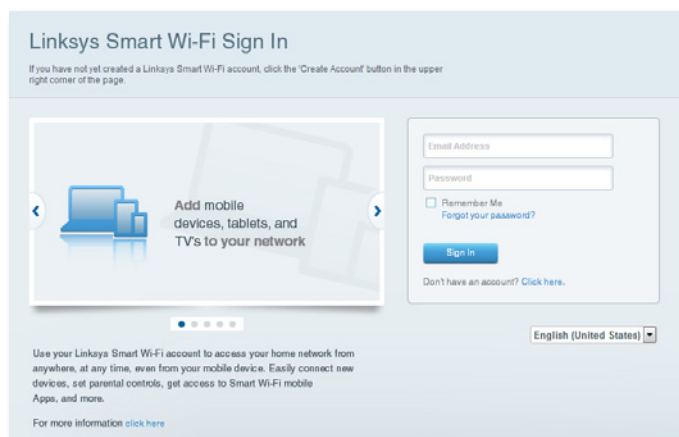 Linksys Smart Wi-Fi Sign In
If you have not yet created a Linksys Smart Wi-Fi account, click the 'Create Account' button in the upper
right corner of the page.
Add mobile
devices, tablets, and
TV's to your network
Email Address
Password
Remember Me
Forgot your password?
Sign In
Don't have an account? Click here.
English (United States)
Use your Linksys Smart Wi-Fi account to access your home network from
anywhere, at any time, even from your mobile device. Easily connect new
devices, set parental controls, get access to Smart Wi-Fi mobile
Apps, and more.
For more information click here